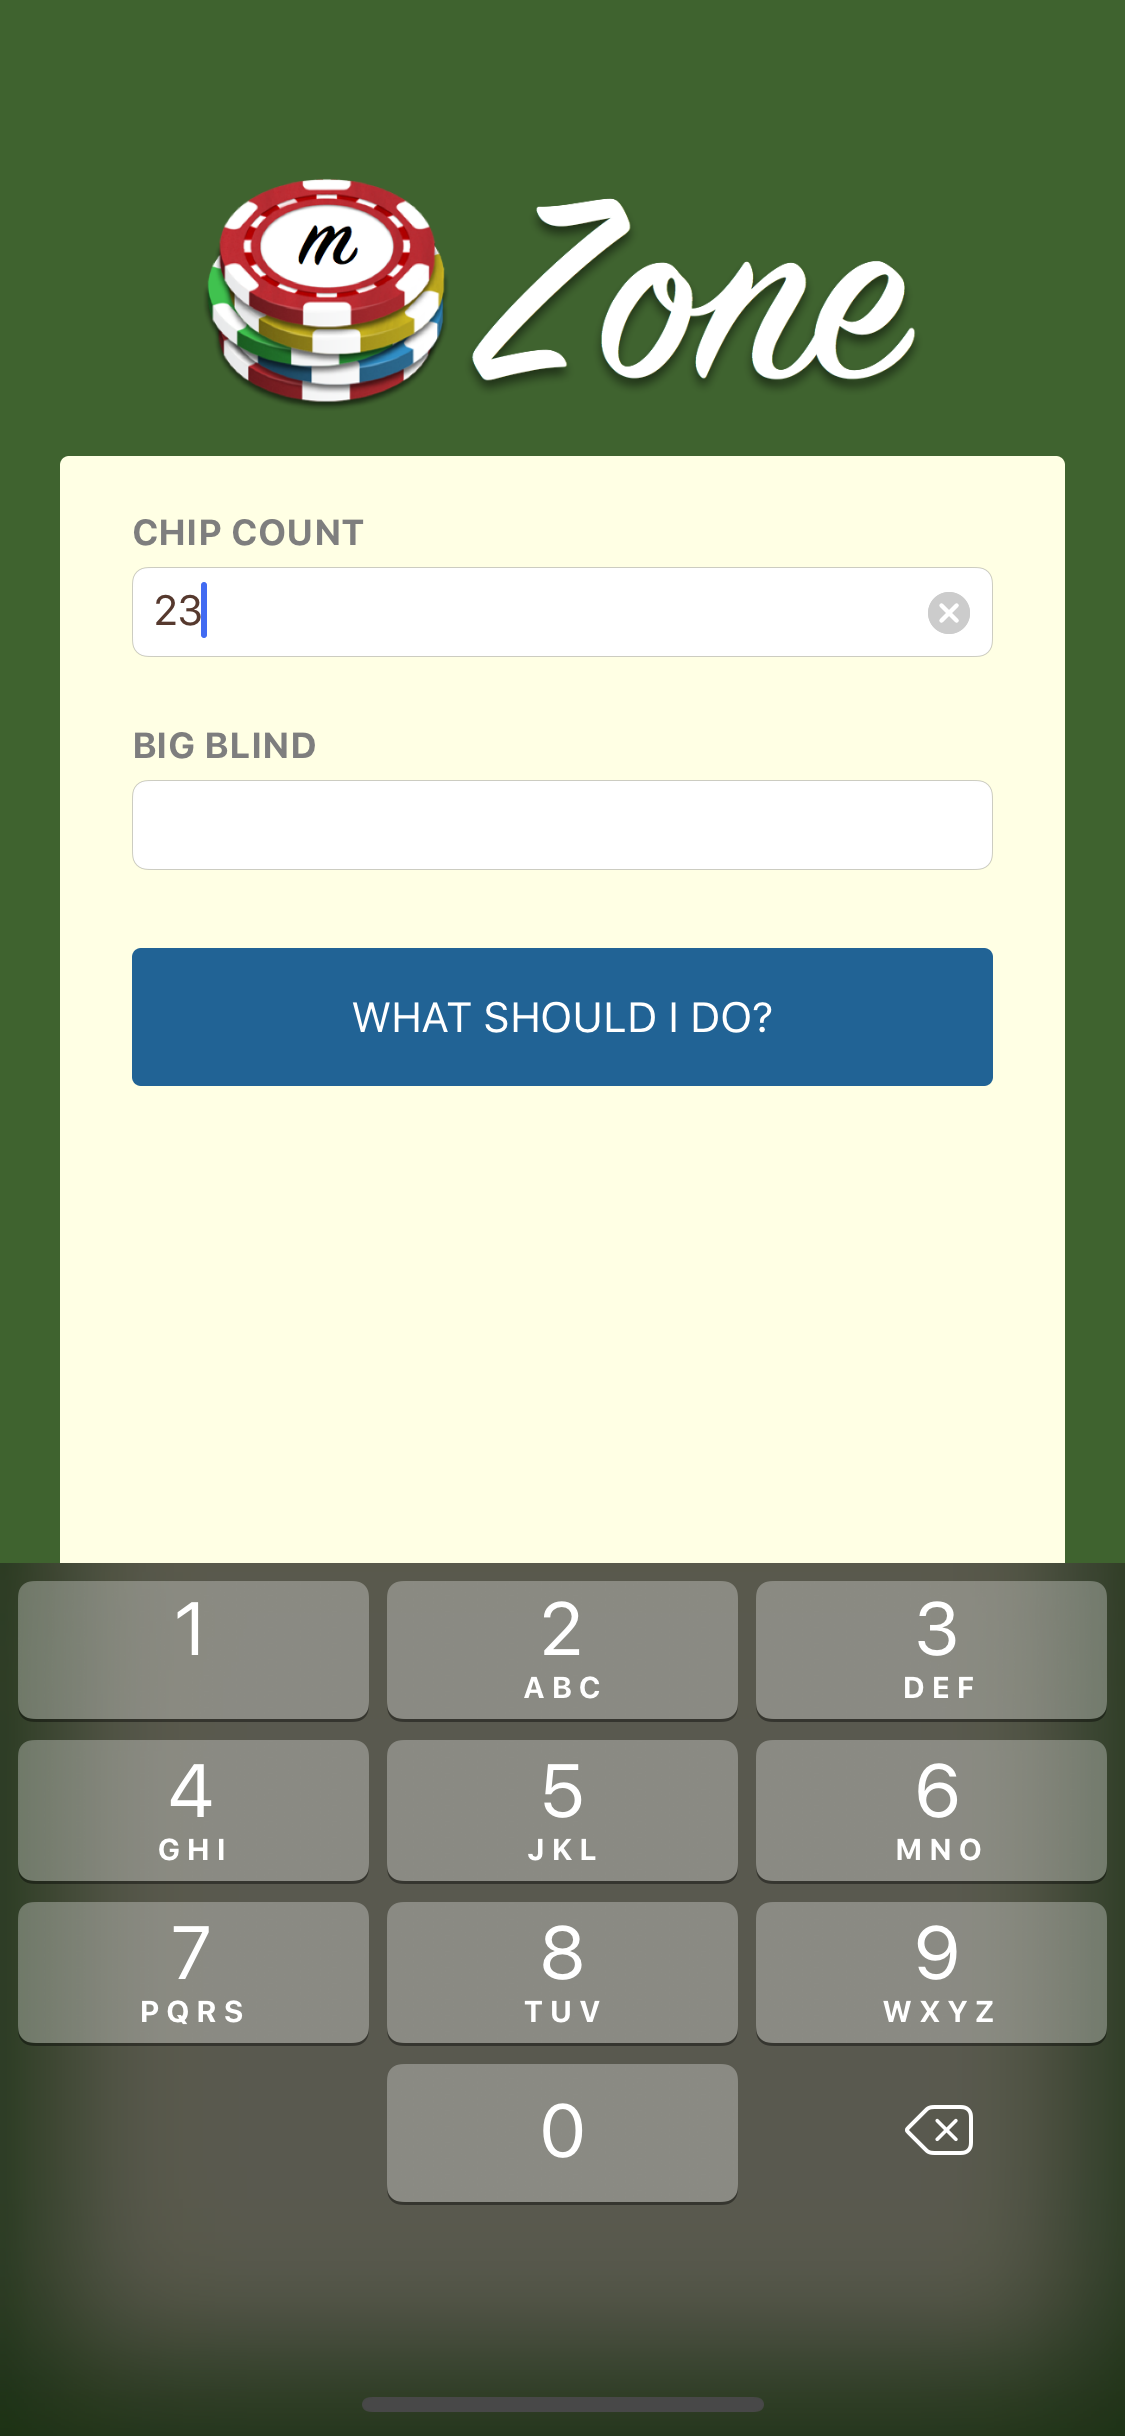 m Zone
CHIP COUNT
23
BIG BLIND
WHAT SHOULD I DO?
1 2 3
ABC DEF
4 5 6
GHI JKL MNO
7 8 9
PQRS TUV WXYZ
0